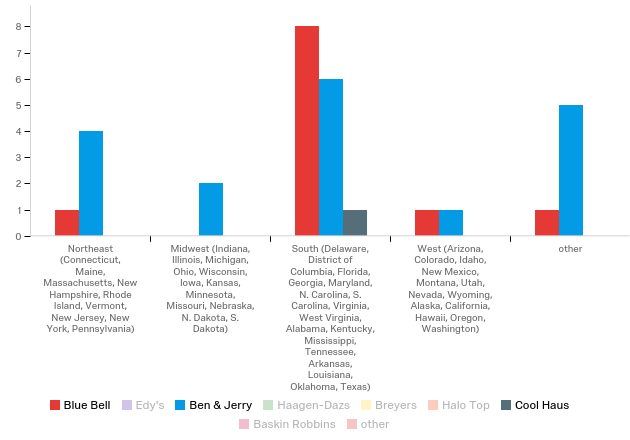 8
7
6
5
4
3
2
1
0
Northeast
(Connecticut,
Maine,
Massachusetts, New
Hampshire, Rhode
Island, Vermont,
New Jersey, New
York, Pennsylvania)
Midwest (Indiana,
Illinois, Michigan,
Ohio, Wisconsin,
Iowa, Kansas,
Minnesota,
Missouri, Nebraska,
N. Dakota, S.
Dakota)
South (Delaware,
District of
Columbia, Florida,
Georgia, Maryland,
N. Carolina, S.
Carolina, Virginia,
West Virginia,
Alabama, Kentucky,
Mississippi,
Tennessee,
Arkansas,
Louisiana,
Oklahoma, Texas)
West (Arizona,
Colorado, Idaho,
New Mexico,
Montana, Utah,
Nevada, Wyoming,
Alaska, California,
Hawaii, Oregon,
Washington)
other
Blue Bell Edy's Ben & Jerry Haagen-Dazs Breyers Halo Top Cool Haus
Baskin Robbins other